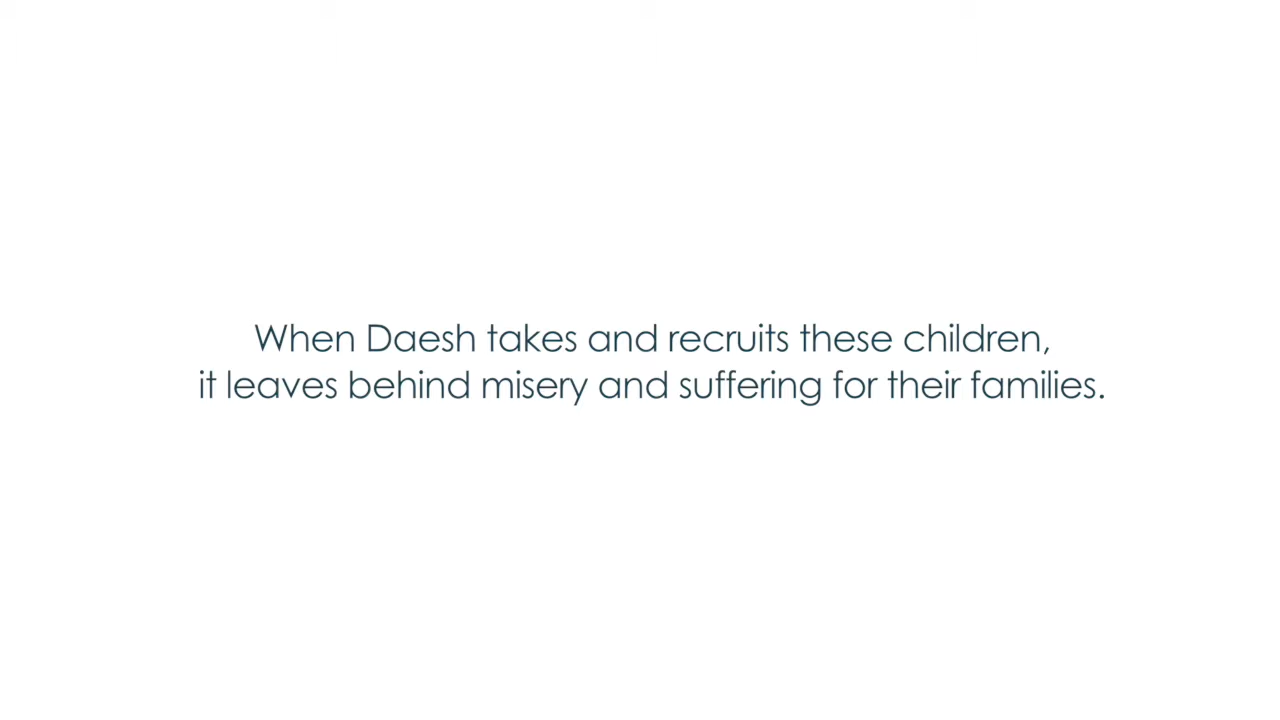 When Daesh takes and recruits these children,
it leaves behind misery and suffering for their families.